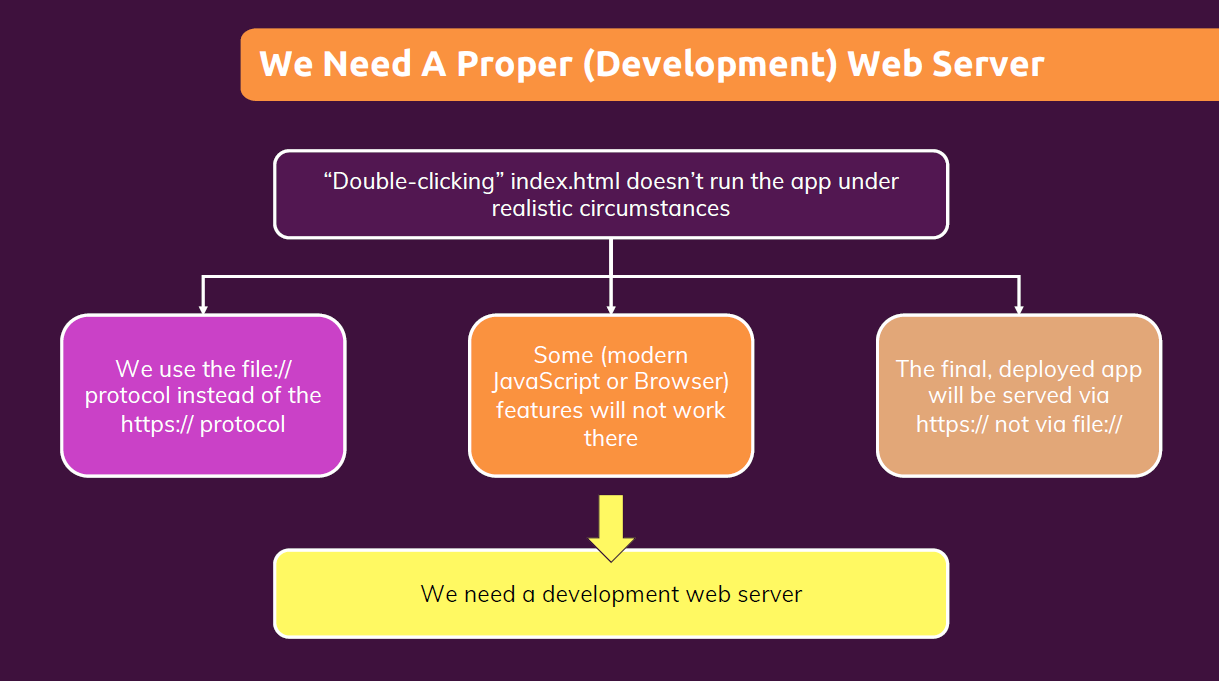 We Need A Proper (Development) Web Server
“Double-clicking” index.html doesn’t run the app under
realistic circumstances
We use the file://
protocol instead of the
https:// protocol
Some (modern
JavaScript or Browser)
features will not work
there
The final, deployed app
will be served via
https:// not via file://
We need a development web server